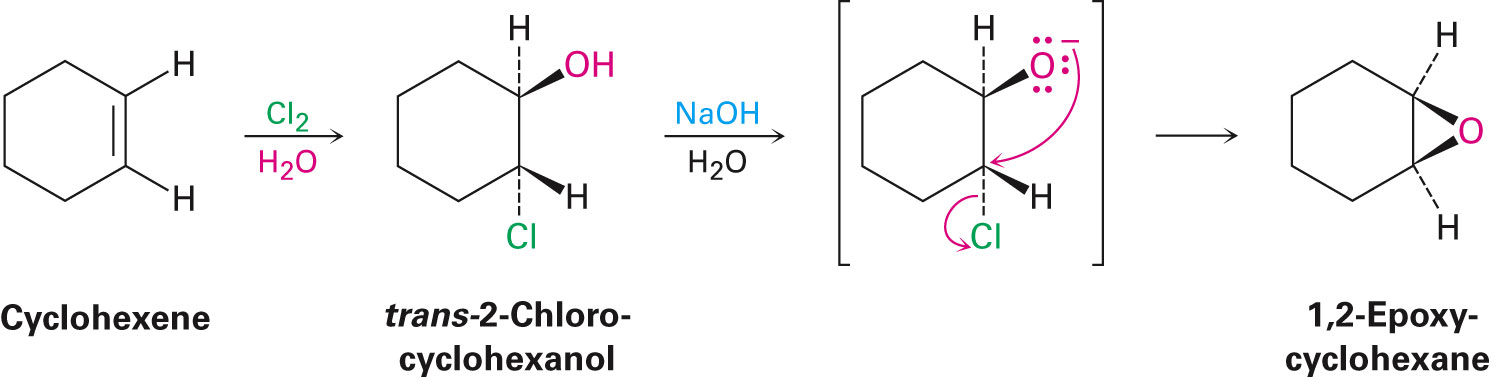 H
H
Cyclohexene
Cl2
H2O
H
OH
H
Cl
trans-2-Chloro-
cyclohexanol
NaOH
H2O
H
O
–
H
Cl
H
O
H
1,2-Epoxy-
cyclohexane